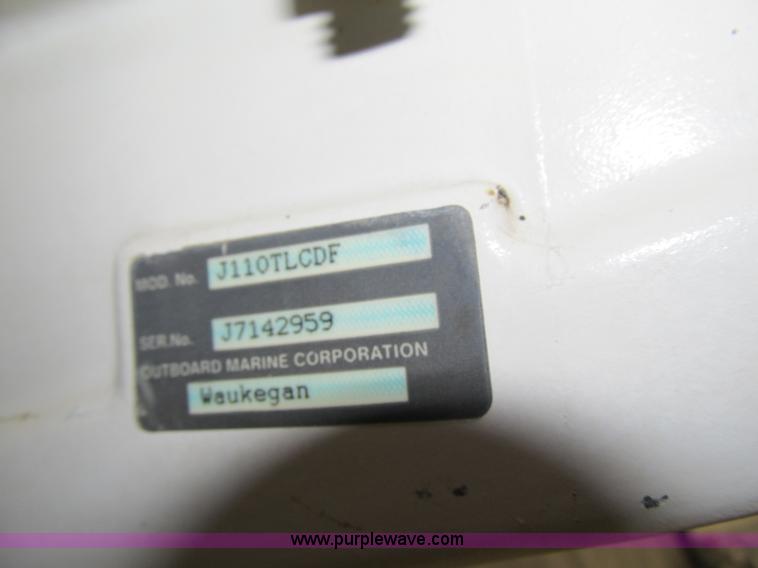 MOD. No. J110TLCDF
SER.No. J7142959
OUTBOARD MARINE CORPORATION
Waukegan
www.purplewave.com